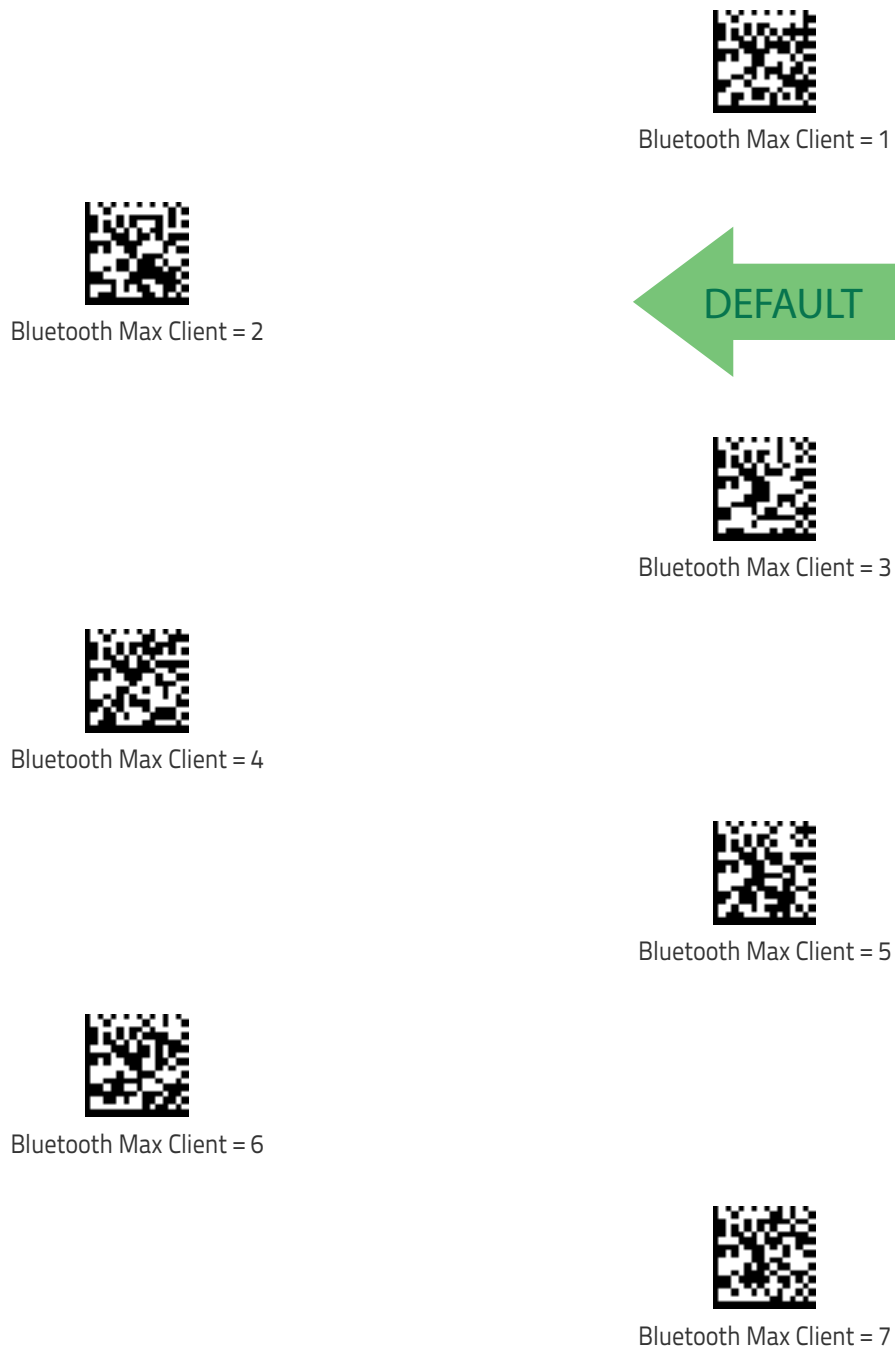 Bluetooth Max Client = 1
Bluetooth Max Client = 2
DEFAULT
Bluetooth Max Client = 3
Bluetooth Max Client = 4
Bluetooth Max Client = 5
Bluetooth Max Client = 6
Bluetooth Max Client = 7